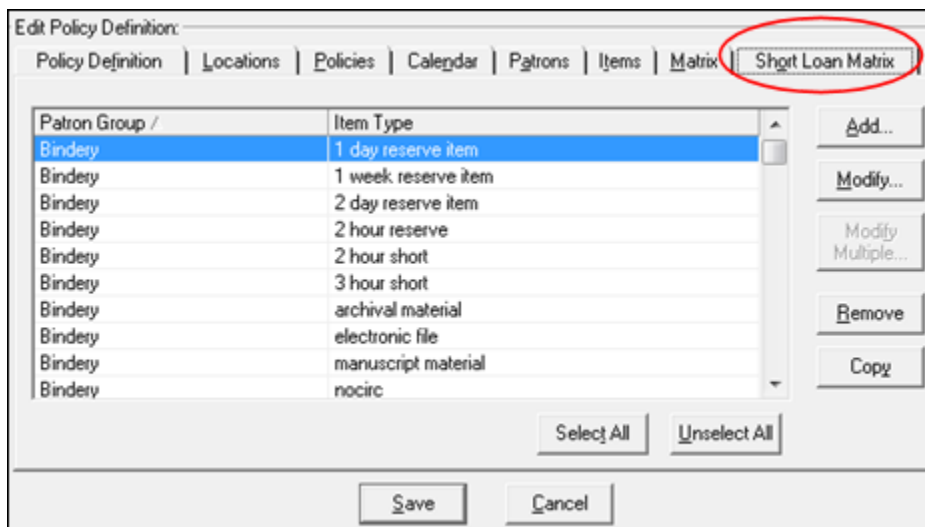 Edit Policy Definition:
Policy Definition Locations Policies Calendar Patrons Items Matrix Short Loan Matrix
Patron Group / Item Type
Bindery 1 day reserve item
Bindery 1 week reserve item
Bindery 2 day reserve item
Bindery 2 hour reserve
Bindery 2 hour short
Bindery 3 hour short
Bindery archival material
Bindery electronic file
Bindery manuscript material
Bindery nocirc
Add...
Modify...
Modify
Multiple...
Remove
Copy
Select All Unselect All
Save Cancel